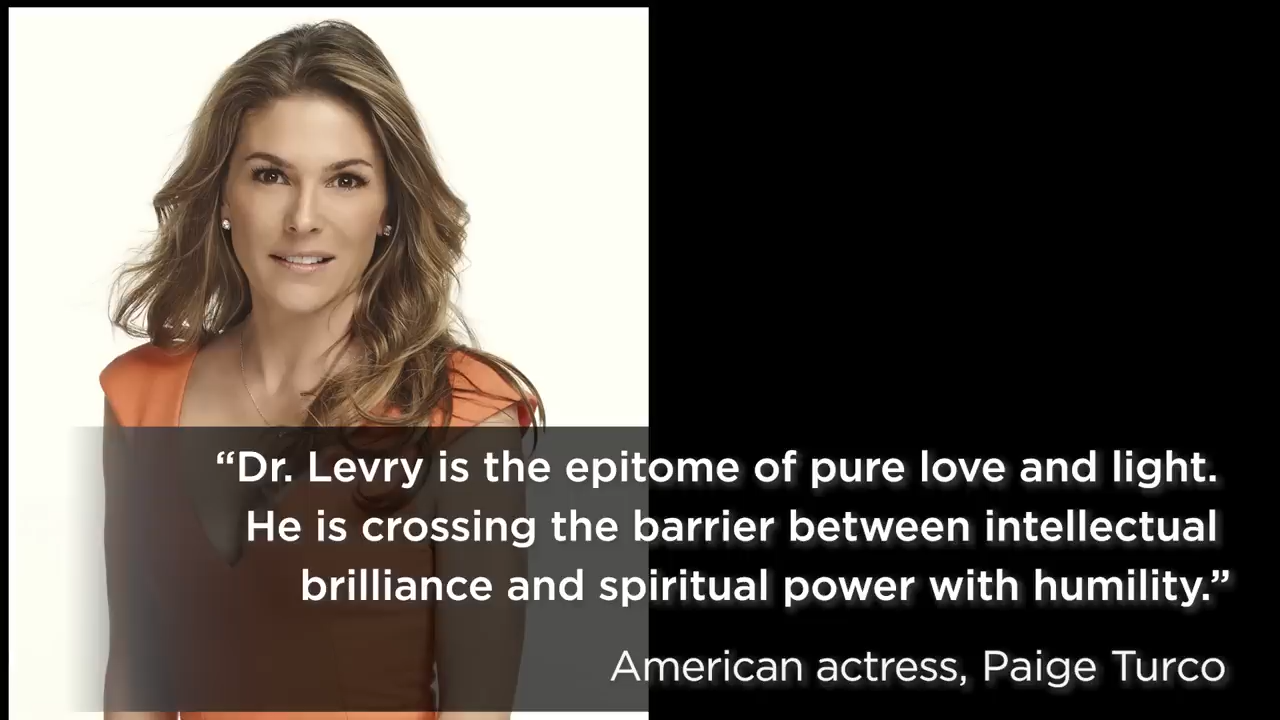 “Dr. Levry is the epitome of pure love and light.
He is crossing the barrier between intellectual
brilliance and spiritual power with humility.”
American actress, Paige Turco